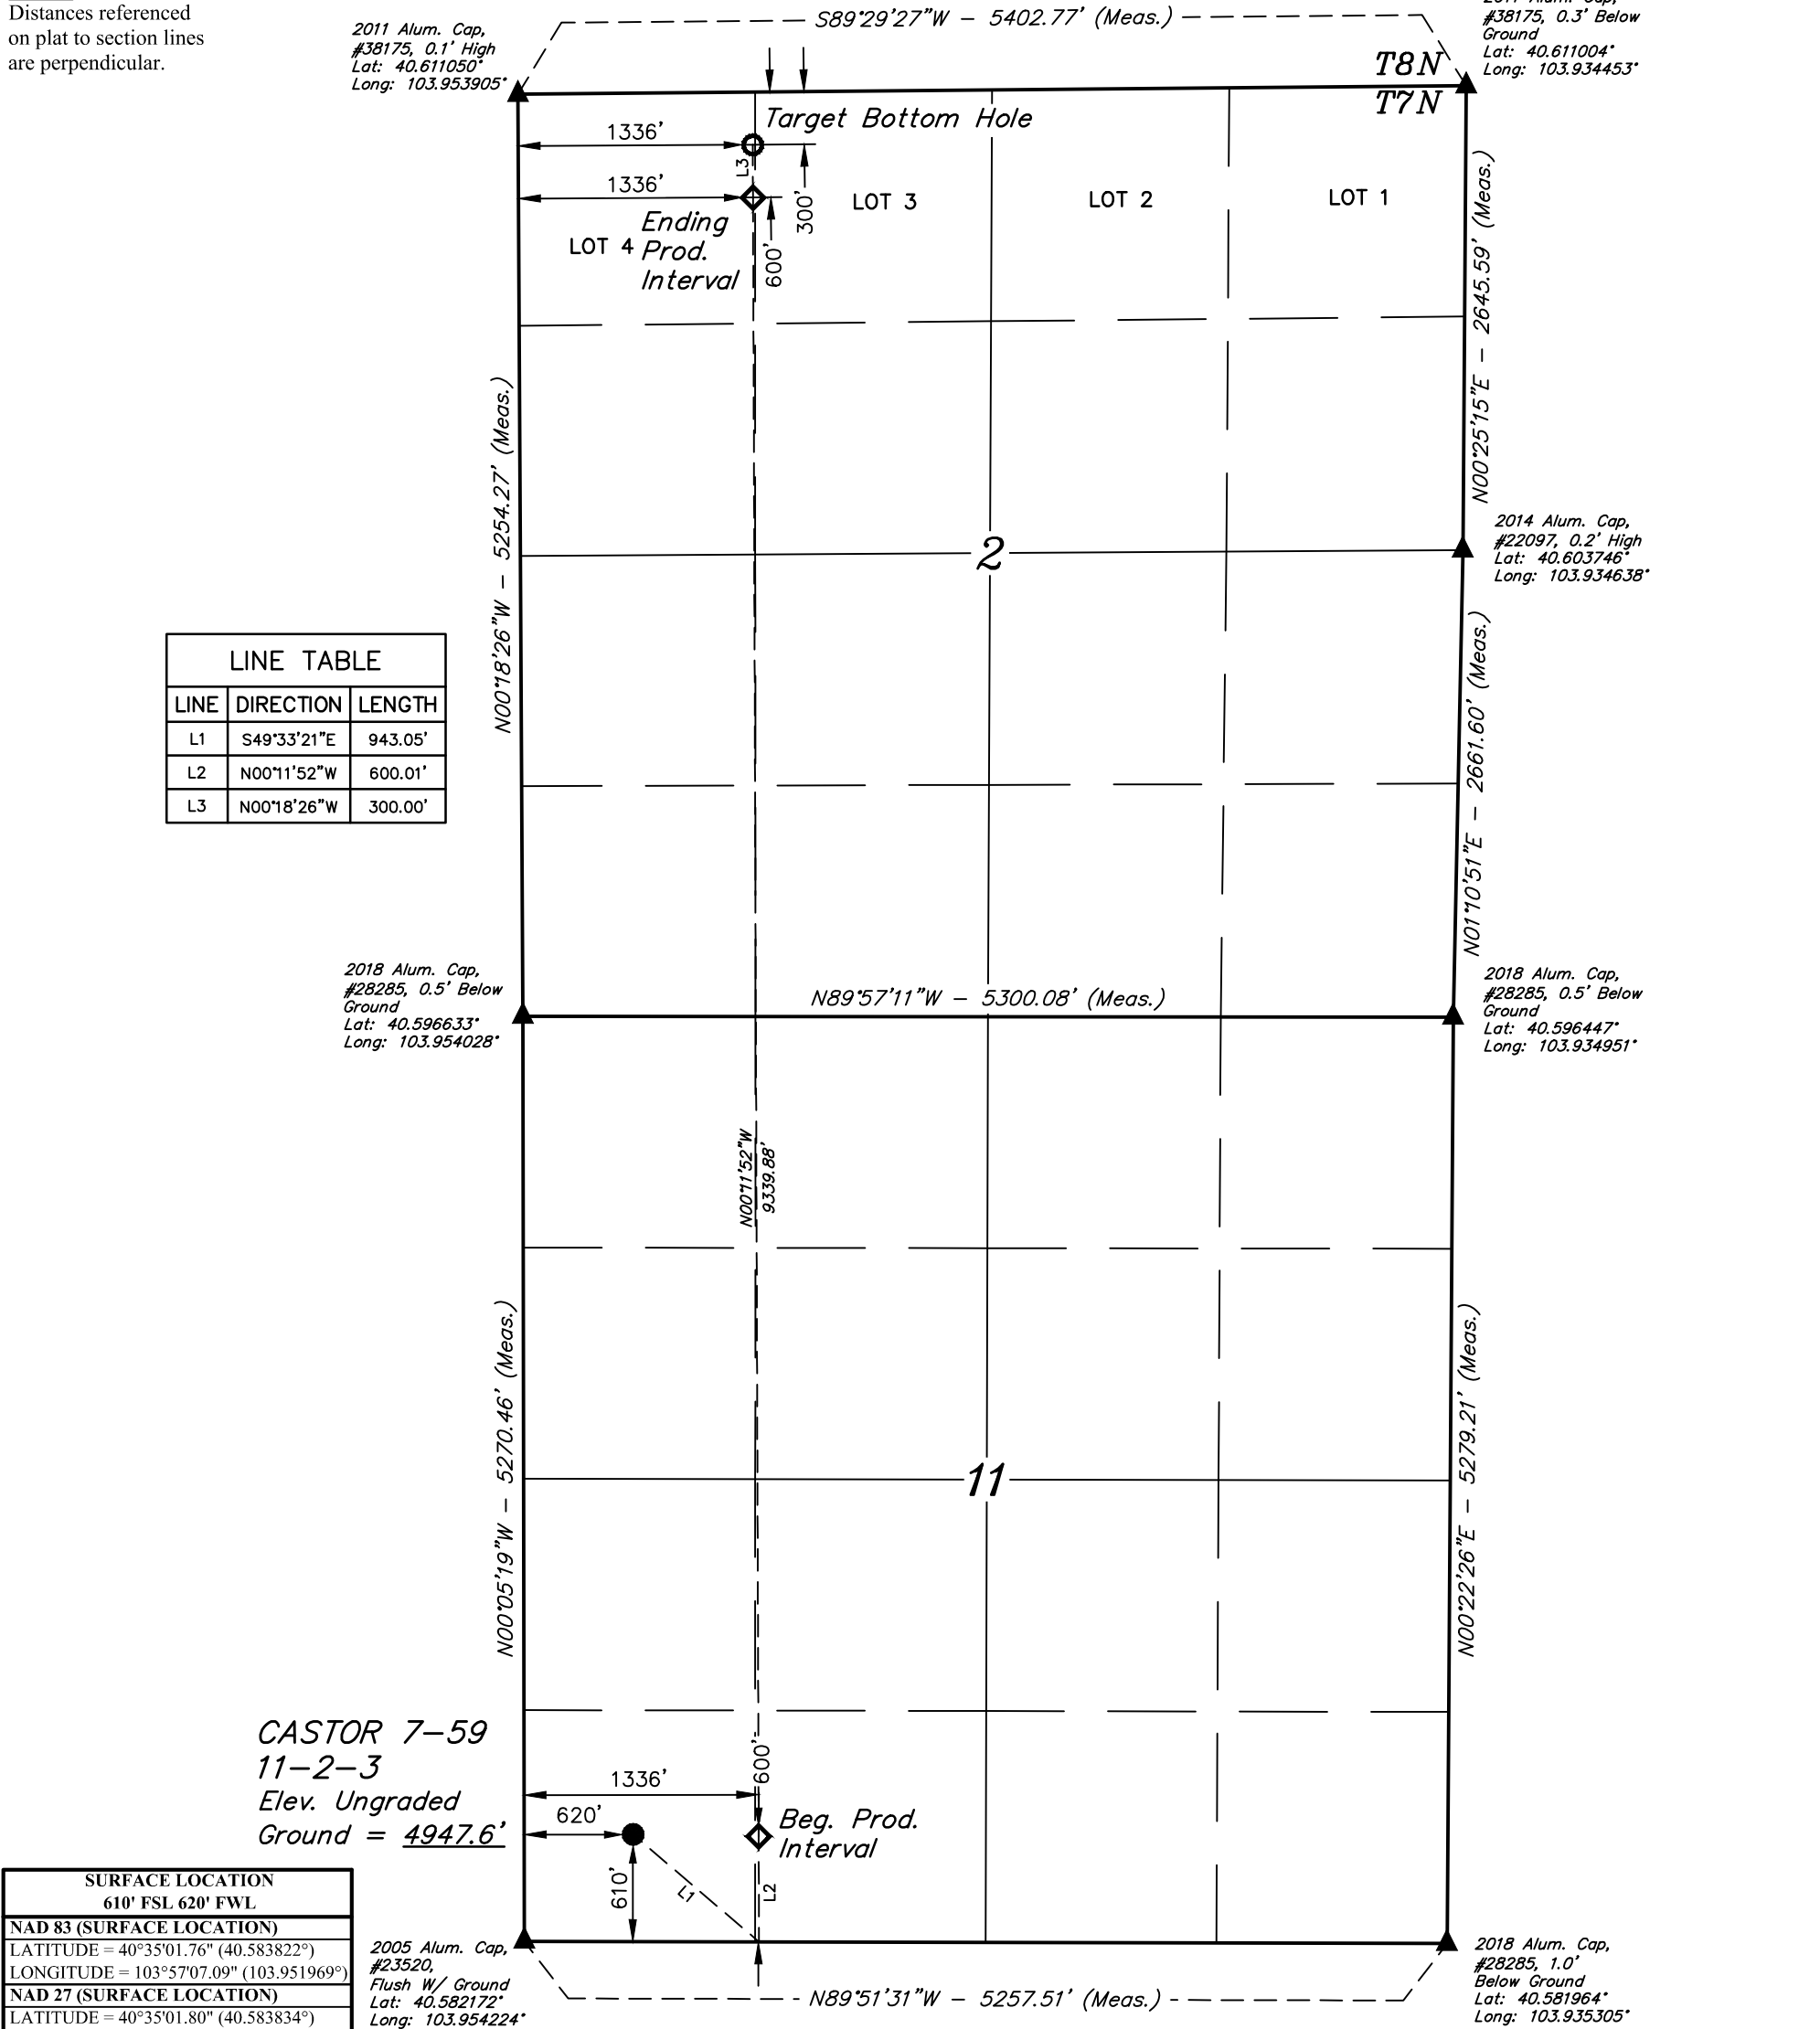 Distances referenced
on plat to section lines
are perpendicular.
2011 Alum. Cap,
#38175, 0.1' High
Lat: 40.611050°
Long: 103.953905°
S89°29'27"W - 5402.77' (Meas.)
#38175, 0.3' Below
Ground
Lat: 40.611004°
Long: 103.934453°
T8N
T7N
Target Bottom Hole
1336'
L3
1336'
300'
600'
Ending
Prod.
Interval
LOT 4
LOT 3
LOT 2
LOT 1
N00°25'15"E - 2645.59' (Meas.)
N00°18'26"W - 5254.27' (Meas.)
2
2014 Alum. Cap,
#22097, 0.2' High
Lat: 40.603746°
Long: 103.934638°
LINE TABLE
LINE DIRECTION LENGTH
L1 S49°33'21"E 943.05'
L2 N00°11'52"W 600.01'
L3 N00°18'26"W 300.00'
N01°10'51"E - 2661.60' (Meas.)
2018 Alum. Cap,
#28285, 0.5' Below
Ground
Lat: 40.596633°
Long: 103.954028°
N89°57'11"W - 5300.08' (Meas.)
2018 Alum. Cap,
#28285, 0.5' Below
Ground
Lat: 40.596447°
Long: 103.934951°
N00°11'52"W
9339.88'
N00°05'19"W - 5270.46' (Meas.)
11
N00°22'26"E - 5279.21' (Meas.)
CASTOR 7-59
11-2-3
Elev. Ungraded
Ground = 4947.6'
1336'
600'
620'
Beg. Prod.
Interval
610'
L1
L2
SURFACE LOCATION
610' FSL 620' FWL
NAD 83 (SURFACE LOCATION)
LATITUDE = 40°35'01.76" (40.583822°)
LONGITUDE = 103°57'07.09" (103.951969°)
NAD 27 (SURFACE LOCATION)
LATITUDE = 40°35'01.80" (40.583834°)
2005 Alum. Cap,
#23520,
Flush W/ Ground
Lat: 40.582172°
Long: 103.954224°
N89°51'31"W - 5257.51' (Meas.)
2018 Alum. Cap,
#28285, 1.0'
Below Ground
Lat: 40.581964°
Long: 103.935305°